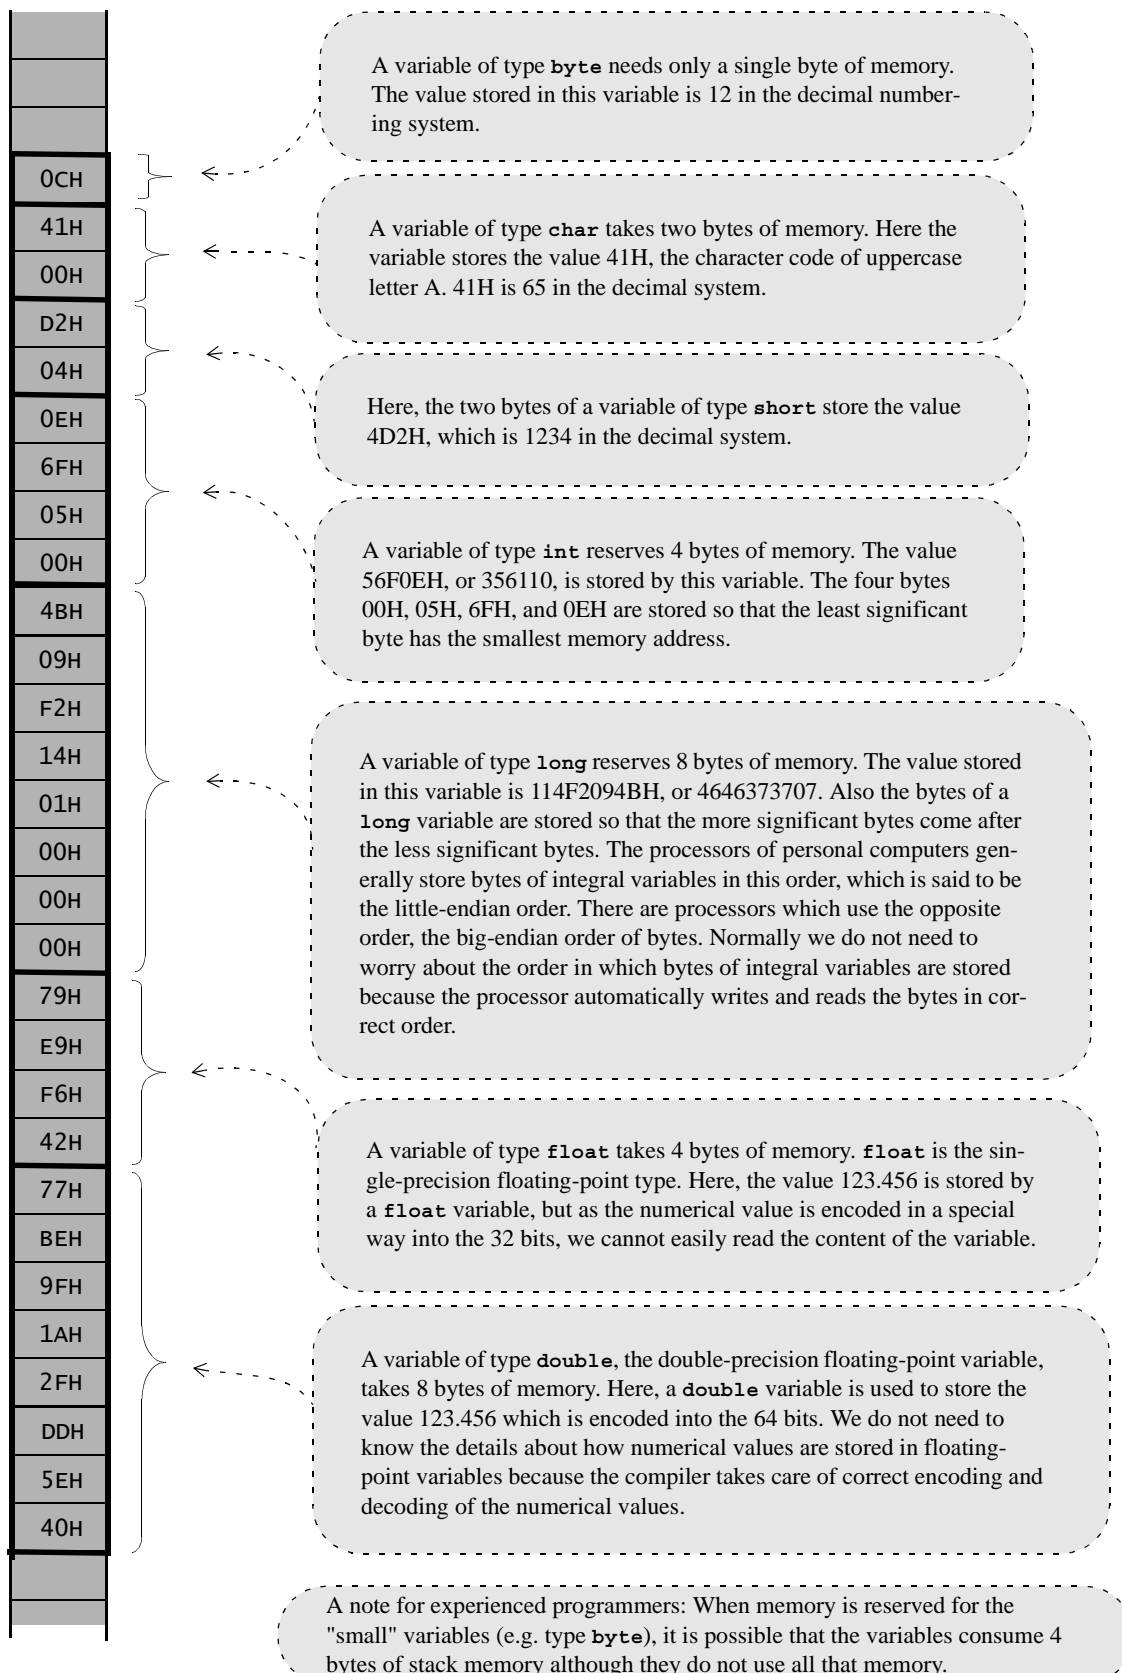 0CH
41H
00H
D2H
04H
0EH
6FH
05H
00H
4BH
09H
F2H
14H
01H
00H
00H
00H
79H
E9H
F6H
42H
77H
BEH
9FH
1AH
2FH
DDH
5EH
40H
A variable of type byte needs only a single byte of memory.
The value stored in this variable is 12 in the decimal number-
ing system.
A variable of type char takes two bytes of memory. Here the
variable stores the value 41H, the character code of uppercase
letter A. 41H is 65 in the decimal system.
Here, the two bytes of a variable of type short store the value
4D2H, which is 1234 in the decimal system.
A variable of type int reserves 4 bytes of memory. The value
56F0EH, or 356110, is stored by this variable. The four bytes
00H, 05H, 6FH, and 0EH are stored so that the least significant
byte has the smallest memory address.
A variable of type long reserves 8 bytes of memory. The value stored
in this variable is 114F2094BH, or 4646373707. Also the bytes of a
long variable are stored so that the more significant bytes come after
the less significant bytes. The processors of personal computers gen-
erally store bytes of integral variables in this order, which is said to be
the little-endian order. There are processors which use the opposite
order, the big-endian order of bytes. Normally we do not need to
worry about the order in which bytes of integral variables are stored
because the processor automatically writes and reads the bytes in cor-
rect order.
A variable of type float takes 4 bytes of memory. float is the sin-
gle-precision floating-point type. Here, the value 123.456 is stored by
a float variable, but as the numerical value is encoded in a special
way into the 32 bits, we cannot easily read the content of the variable.
A variable of type double, the double-precision floating-point variable,
takes 8 bytes of memory. Here, a double variable is used to store the
value 123.456 which is encoded into the 64 bits. We do not need to
know the details about how numerical values are stored in floating-
point variables because the compiler takes care of correct encoding and
decoding of the numerical values.
A note for experienced programmers: When memory is reserved for the
"small" variables (e.g. type byte), it is possible that the variables consume 4
bytes of stack memory although they do not use all that memory.